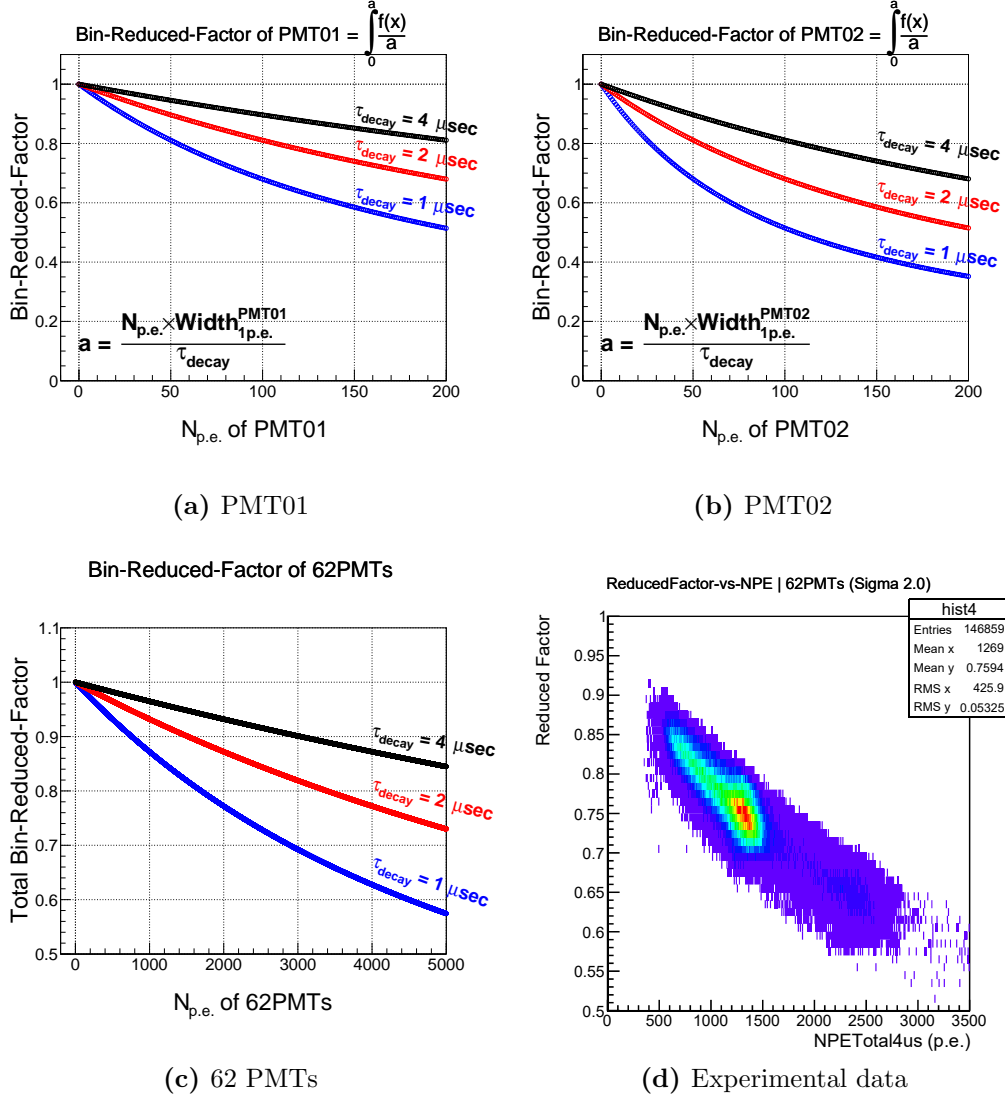 Bin-Reduced-Factor of PMT01 = ∫₀ᵃ f(x)/a
Bin-Reduced-Factor
1
0.8
0.6
0.4
0.2
0
τdecay = 4 μsec
τdecay = 2 μsec
τdecay = 1 μsec
a = Np.e.×Width1p.e.^PMT01 / τdecay
0 50 100 150 200
Np.e. of PMT01
(a) PMT01
Bin-Reduced-Factor of PMT02 = ∫₀ᵃ f(x)/a
Bin-Reduced-Factor
1
0.8
0.6
0.4
0.2
0
τdecay = 4 μsec
τdecay = 2 μsec
τdecay = 1 μsec
a = Np.e.×Width1p.e.^PMT02 / τdecay
0 50 100 150 200
Np.e. of PMT02
(b) PMT02
Bin-Reduced-Factor of 62PMTs
Total Bin-Reduced-Factor
1.1
1
0.9
0.8
0.7
0.6
0.5
τdecay = 4 μsec
τdecay = 2 μsec
τdecay = 1 μsec
0 1000 2000 3000 4000 5000
Np.e. of 62PMTs
(c) 62 PMTs
ReducedFactor-vs-NPE | 62PMTs (Sigma 2.0)
hist4
Entries 146859
Mean x 1269
Mean y 0.7594
RMS x 425.9
RMS y 0.05325
Reduced Factor
1
0.95
0.9
0.85
0.8
0.75
0.7
0.65
0.6
0.55
0.5
0 500 1000 1500 2000 2500 3000 3500
NPETotal4us (p.e.)
(d) Experimental data